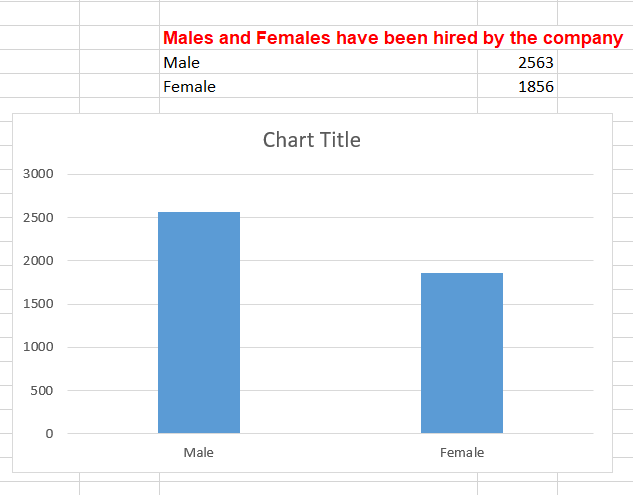 Males and Females have been hired by the company
Male 2563
Female 1856
Chart Title
3000
2500
2000
1500
1000
500
0
Male Female